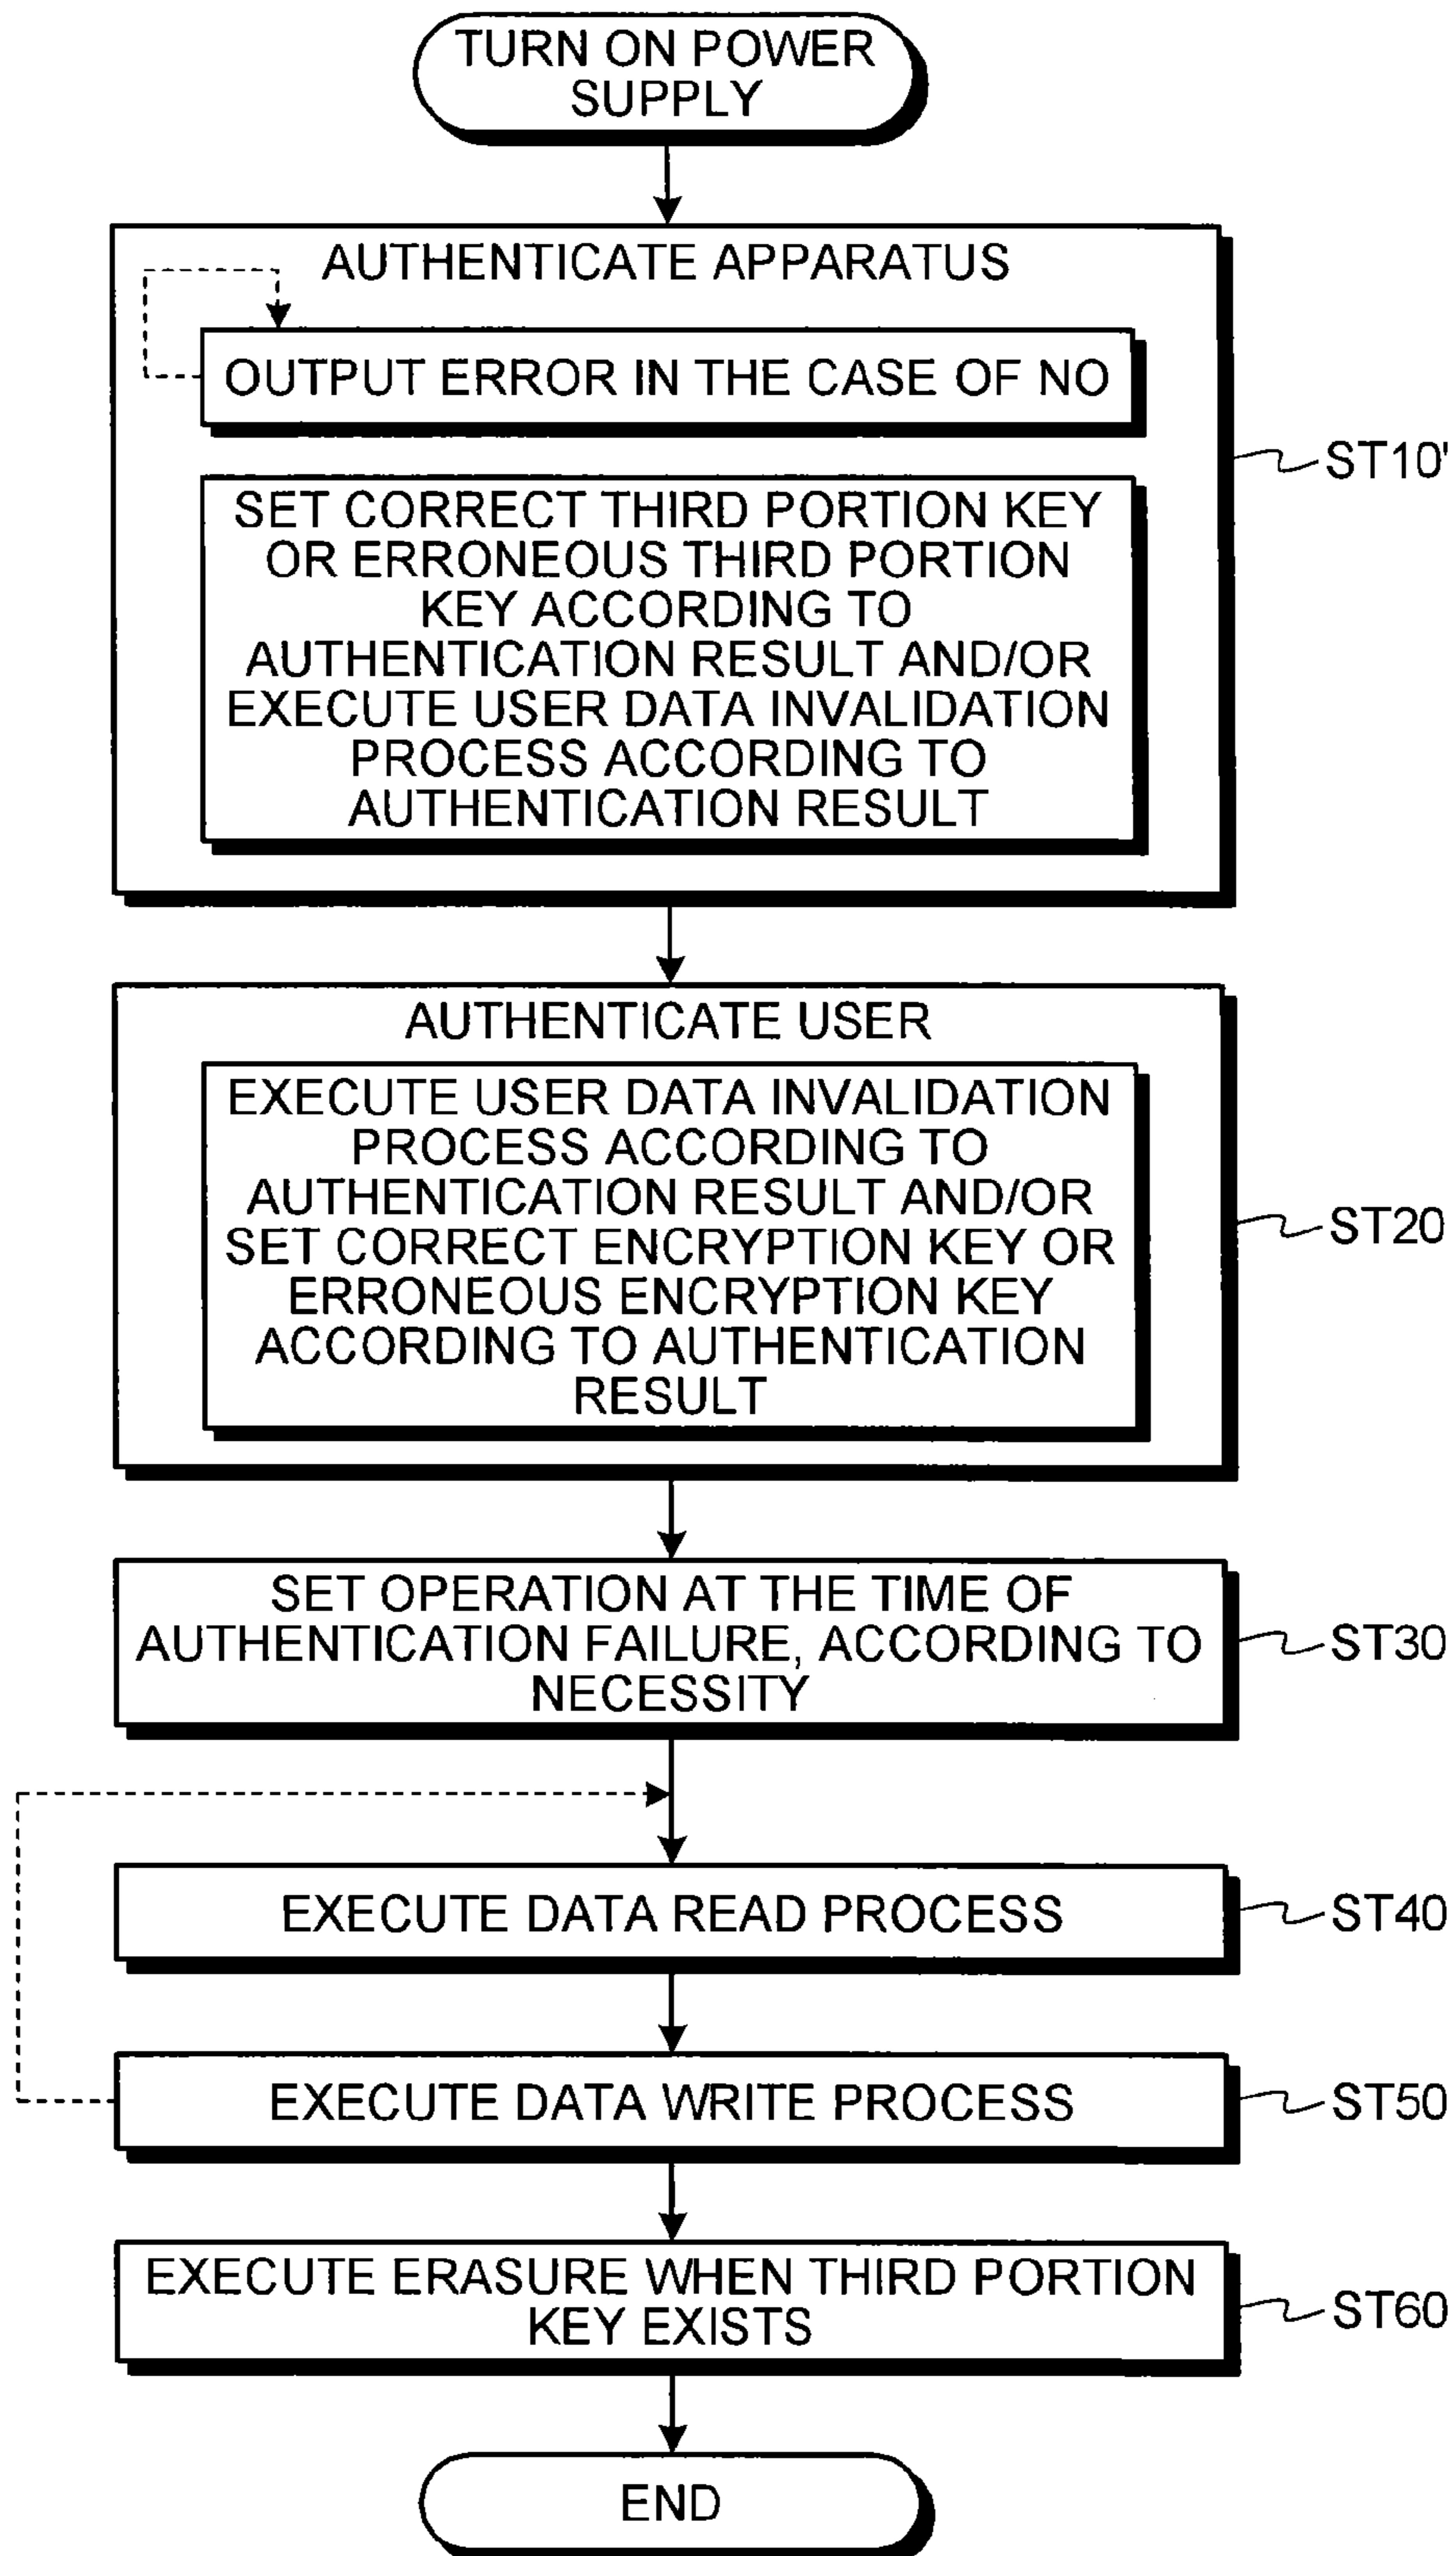 TURN ON POWER
SUPPLY
AUTHENTICATE APPARATUS
OUTPUT ERROR IN THE CASE OF NO
ST10'
SET CORRECT THIRD PORTION KEY
OR ERRONEOUS THIRD PORTION
KEY ACCORDING TO
AUTHENTICATION RESULT AND/OR
EXECUTE USER DATA INVALIDATION
PROCESS ACCORDING TO
AUTHENTICATION RESULT
AUTHENTICATE USER
EXECUTE USER DATA INVALIDATION
PROCESS ACCORDING TO
AUTHENTICATION RESULT AND/OR
SET CORRECT ENCRYPTION KEY OR
ERRONEOUS ENCRYPTION KEY
ACCORDING TO AUTHENTICATION
RESULT
ST20
SET OPERATION AT THE TIME OF
AUTHENTICATION FAILURE, ACCORDING TO
NECESSITY
ST30
EXECUTE DATA READ PROCESS
ST40
EXECUTE DATA WRITE PROCESS
ST50
EXECUTE ERASURE WHEN THIRD PORTION
KEY EXISTS
ST60
END